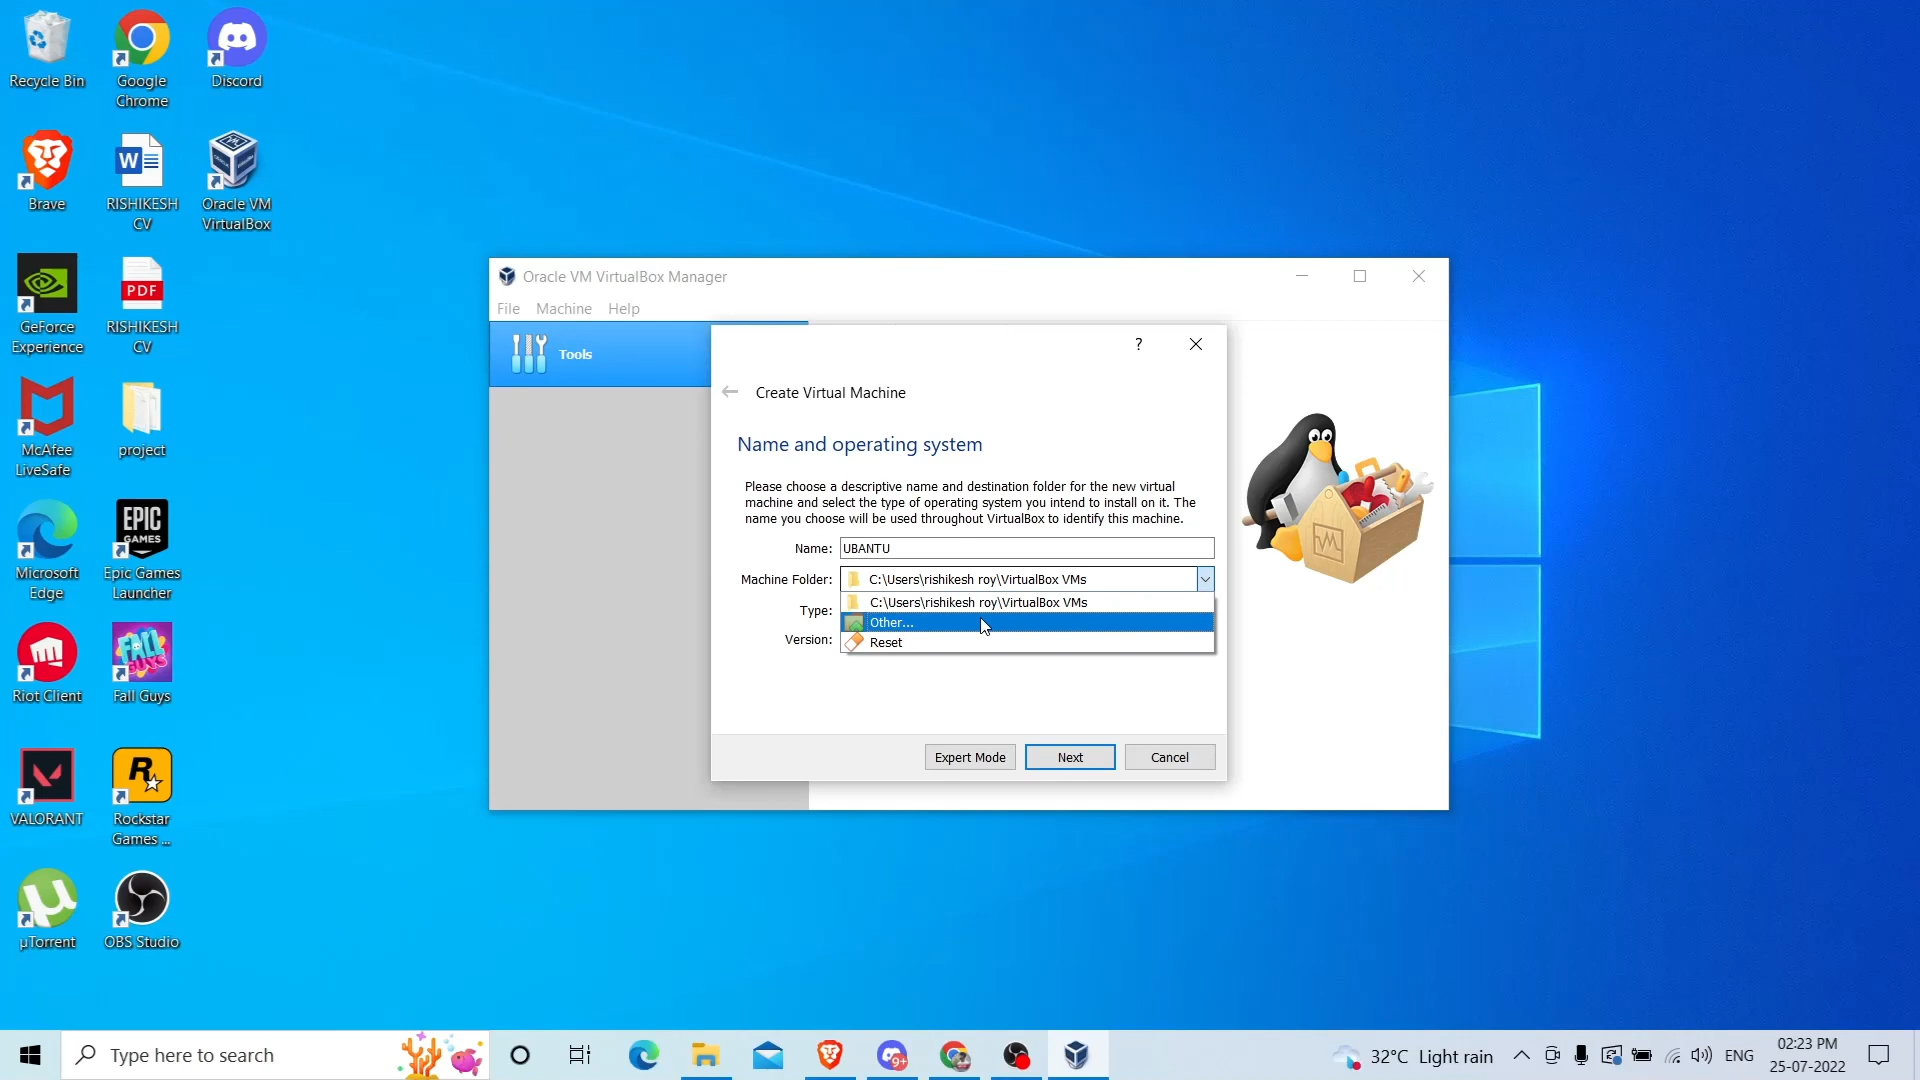 Recycle Bin
Google
Chrome
Discord
Brave
W
RISHIKESH
CV
Oracle VM
VirtualBox
GeForce
Experience
PDF
RISHIKESH
CV
McAfee
LiveSafe
project
Microsoft
Edge
EPIC
GAMES
Epic Games
Launcher
Riot Client
FALL
GUYS
Fall Guys
VALORANT
R
Rockstar
Games ...
µTorrent
OBS Studio
Oracle VM VirtualBox Manager
File Machine Help
Tools
?
Create Virtual Machine
Name and operating system
Please choose a descriptive name and destination folder for the new virtual
machine and select the type of operating system you intend to install on it. The
name you choose will be used throughout VirtualBox to identify this machine.
Name: UBANTU
Machine Folder: C:\Users\rishikesh roy\VirtualBox VMs
C:\Users\rishikesh roy\VirtualBox VMs
Type:
Other...
Version:
Reset
Expert Mode Next Cancel
Type here to search
9+
32°C Light rain
ENG
02:23 PM
25-07-2022